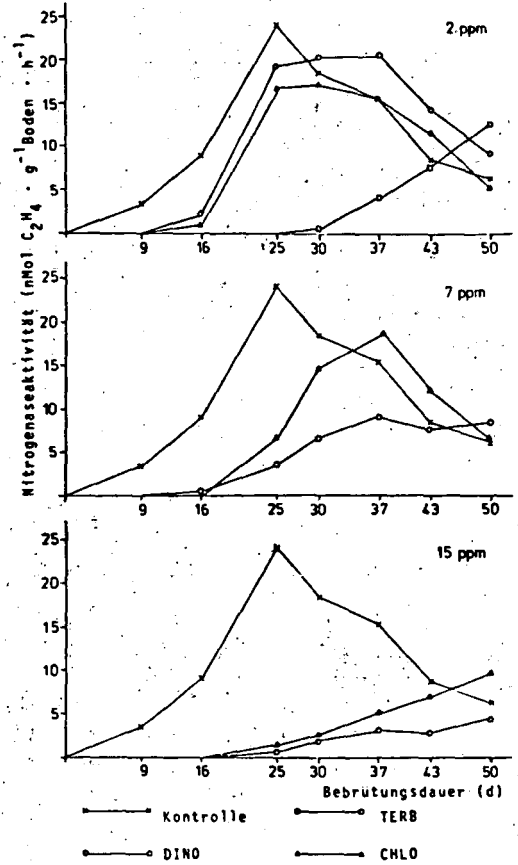 Nitrogenaseaktivität (nMol C₂H₄ · g⁻¹ Boden · h⁻¹)
25
2 ppm
20
15
10
5
9 16 25 30 37 43 50
25
7 ppm
20
15
10
5
9 16 25 30 37 43 50
25
15 ppm
20
15
10
5
9 16 25 30 37 43 50
Bebrütungsdauer (d)
Kontrolle TERB
DINO CHLO